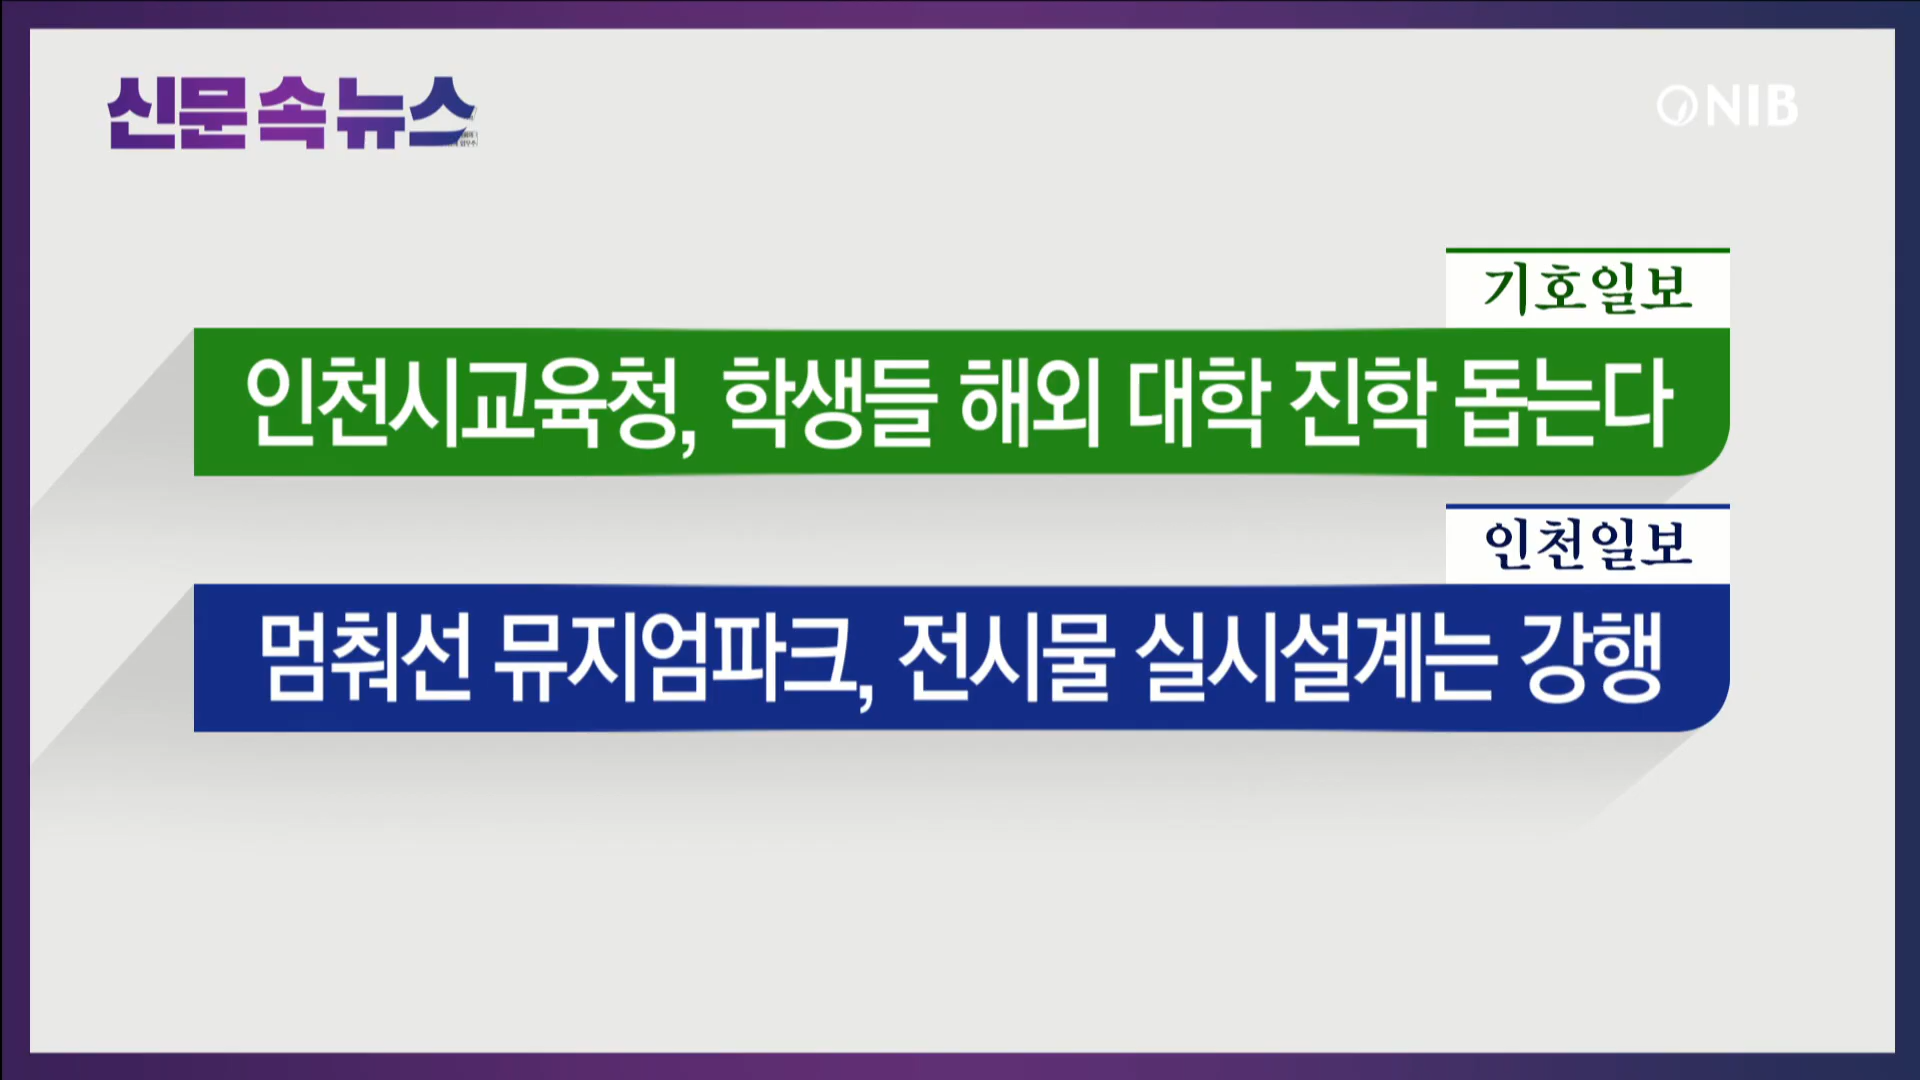 신문 속 뉴스
NIB
기호일보
인천시교육청, 학생들 해외 대학 진학 돕는다
인천일보
멈춰선 뮤지엄파크, 전시물 실시설계는 강행